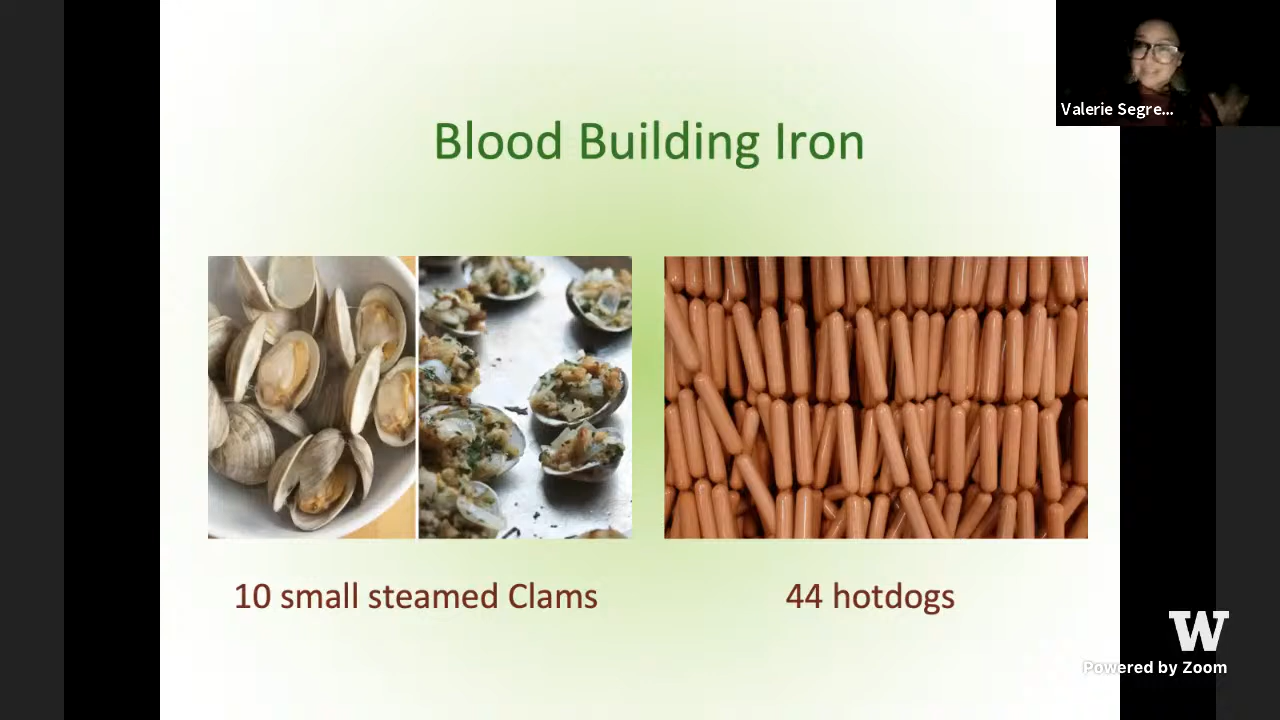 Valerie Segre...
Blood Building Iron
10 small steamed Clams
44 hotdogs
W
Powered by Zoom